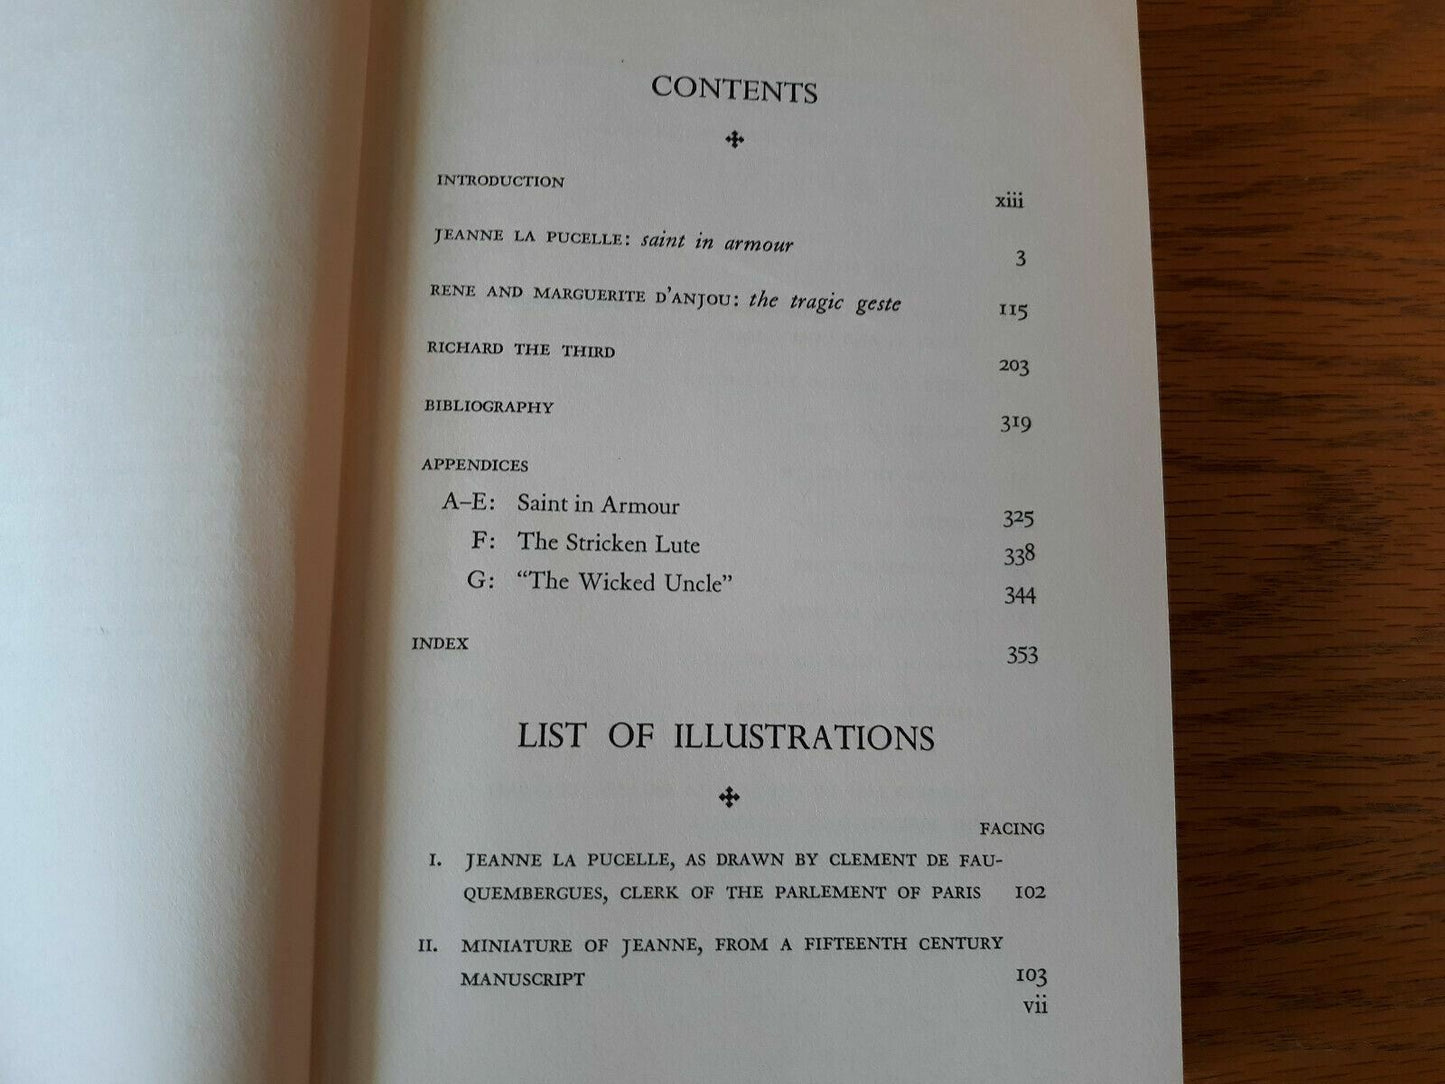 CONTENTS
INTRODUCTION xiii
JEANNE LA PUCELLE: saint in armour 3
RENE AND MARGUERITE D'ANJOU: the tragic geste 115
RICHARD THE THIRD 203
BIBLIOGRAPHY 319
APPENDICES
A–E: Saint in Armour 325
F: The Stricken Lute 338
G: “The Wicked Uncle” 344
INDEX 353
LIST OF ILLUSTRATIONS
FACING
I. JEANNE LA PUCELLE, AS DRAWN BY CLEMENT DE FAU-
QUEMBERGUES, CLERK OF THE PARLEMENT OF PARIS 102
II. MINIATURE OF JEANNE, FROM A FIFTEENTH CENTURY
MANUSCRIPT 103
vii